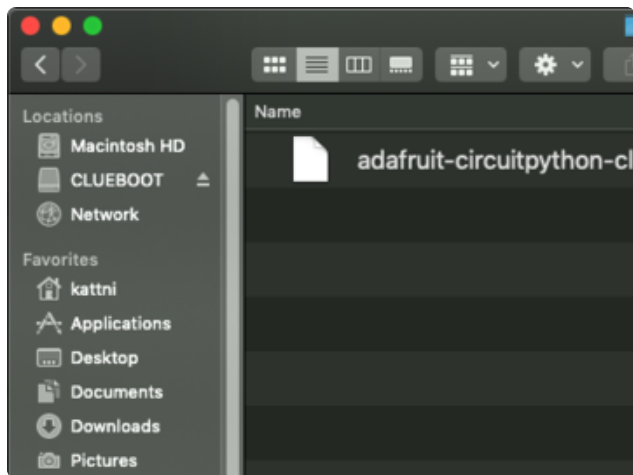 Locations
Macintosh HD
CLUEBOOT
Network
Favorites
kattni
Applications
Desktop
Documents
Downloads
Pictures
Name
adafruit-circuitpython-cl